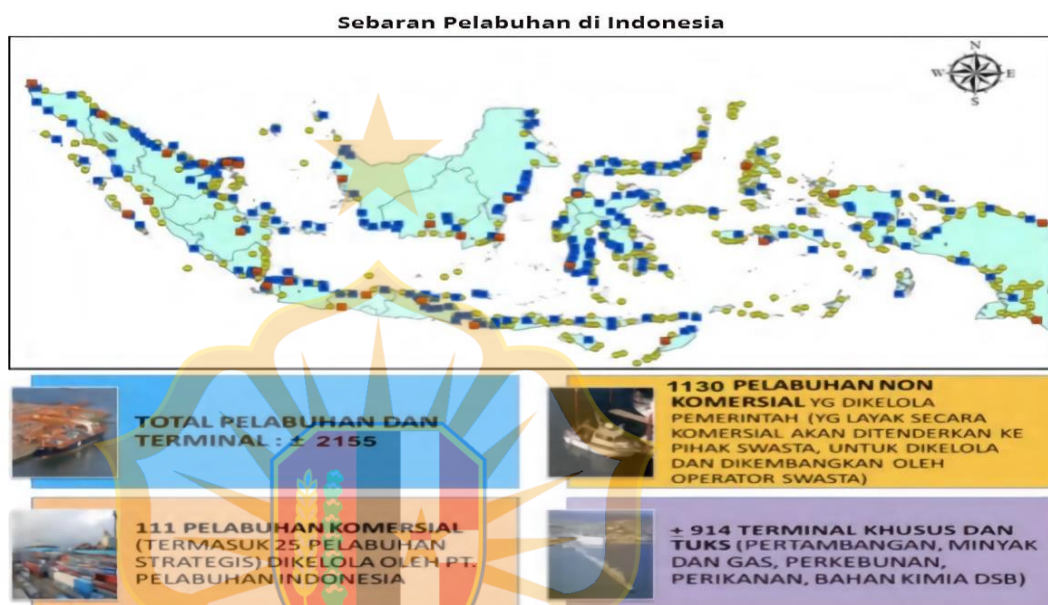 Sebaran Pelabuhan di Indonesia
N
W E
S
TOTAL PELABUHAN DAN
TERMINAL : ± 2155
1130 PELABUHAN NON
KOMERSIAL YG DIKELOLA
PEMERINTAH (YG LAYAK SECARA
KOMERSIAL AKAN DITENDERKAN KE
PIHAK SWASTA, UNTUK DIKELOLA
DAN DIKEMBANGKAN OLEH
OPERATOR SWASTA)
111 PELABUHAN KOMERSIAL
(TERMASUK 25 PELABUHAN
STRATEGIS) DIKELOLA OLEH PT.
PELABUHAN INDONESIA
± 914 TERMINAL KHUSUS DAN
TUKS (PERTAMBANGAN, MINYAK
DAN GAS, PERKEBUNAN,
PERIKANAN, BAHAN KIMIA DSB)